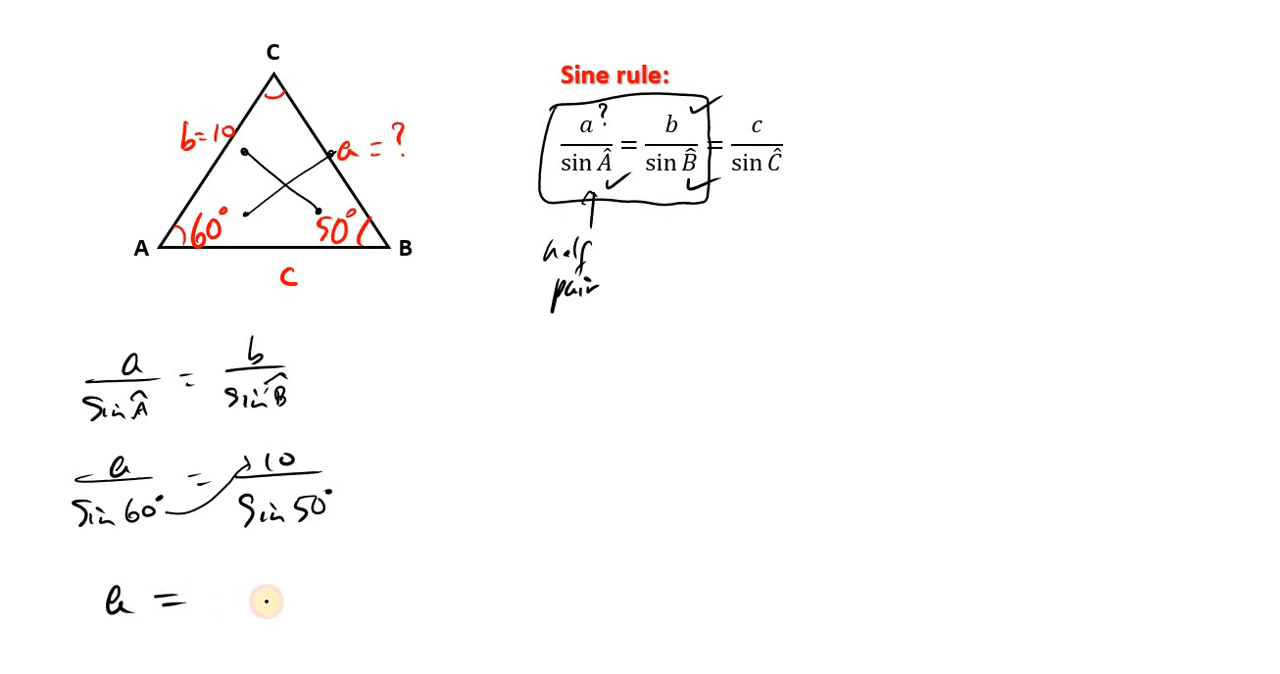 C
b=10
a = ?
60°
50°
A
B
c
Sine rule:
a? / sin Â = b / sin B̂ = c / sin Ĉ
half
pair
a / sin Â = b / sin B̂
a / sin 60° = 10 / sin 50°
a =